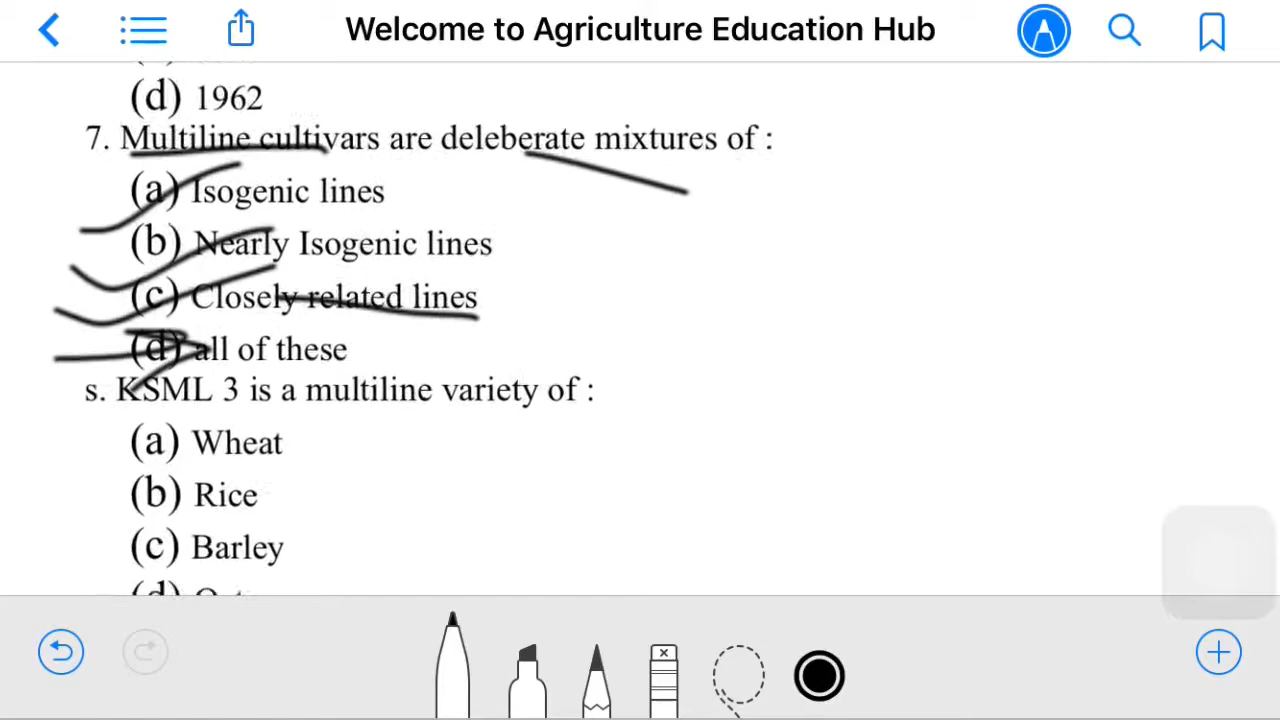 Welcome to Agriculture Education Hub
(d) 1962
7. Multiline cultivars are deleberate mixtures of :
(a) Isogenic lines
(b) Nearly Isogenic lines
(c) Closely related lines
(d) all of these
s. KSML 3 is a multiline variety of :
(a) Wheat
(b) Rice
(c) Barley